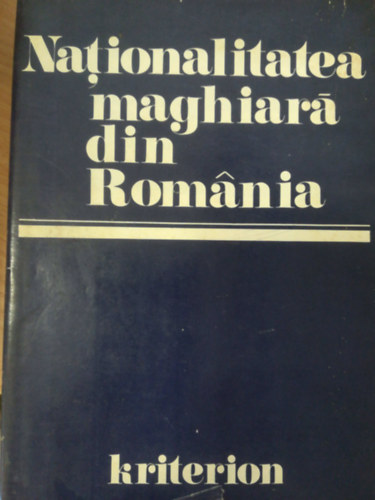 Naționalitatea
maghiară
din
România
kriterion